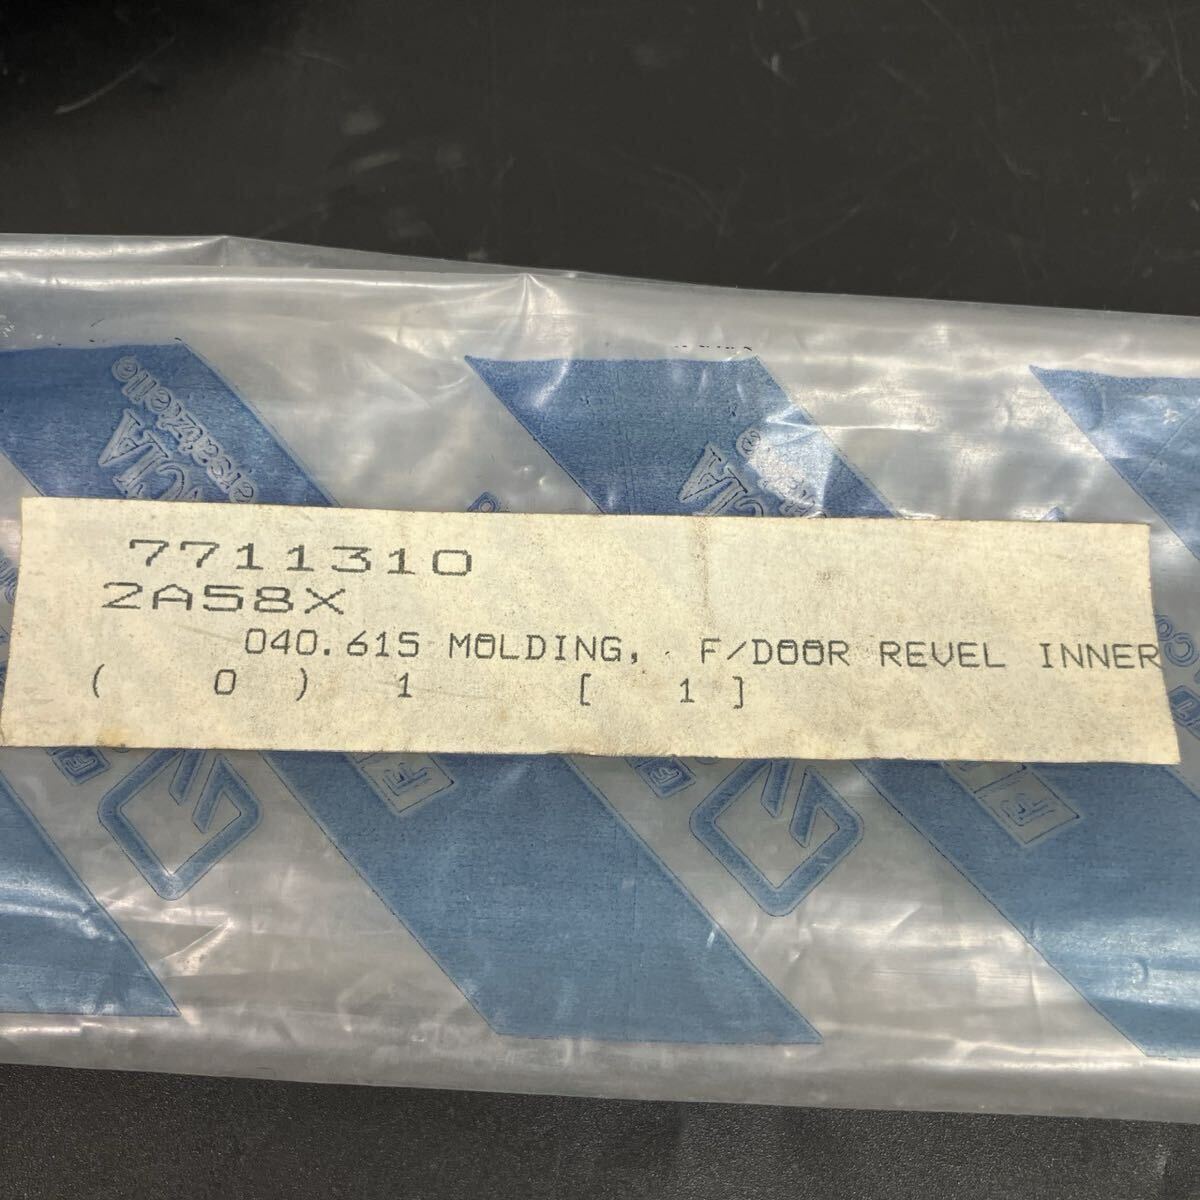 7711310
2A58X
040.615 MOLDING, F/DOOR REVEL INNER
( 0 ) 1 [ 1 ]